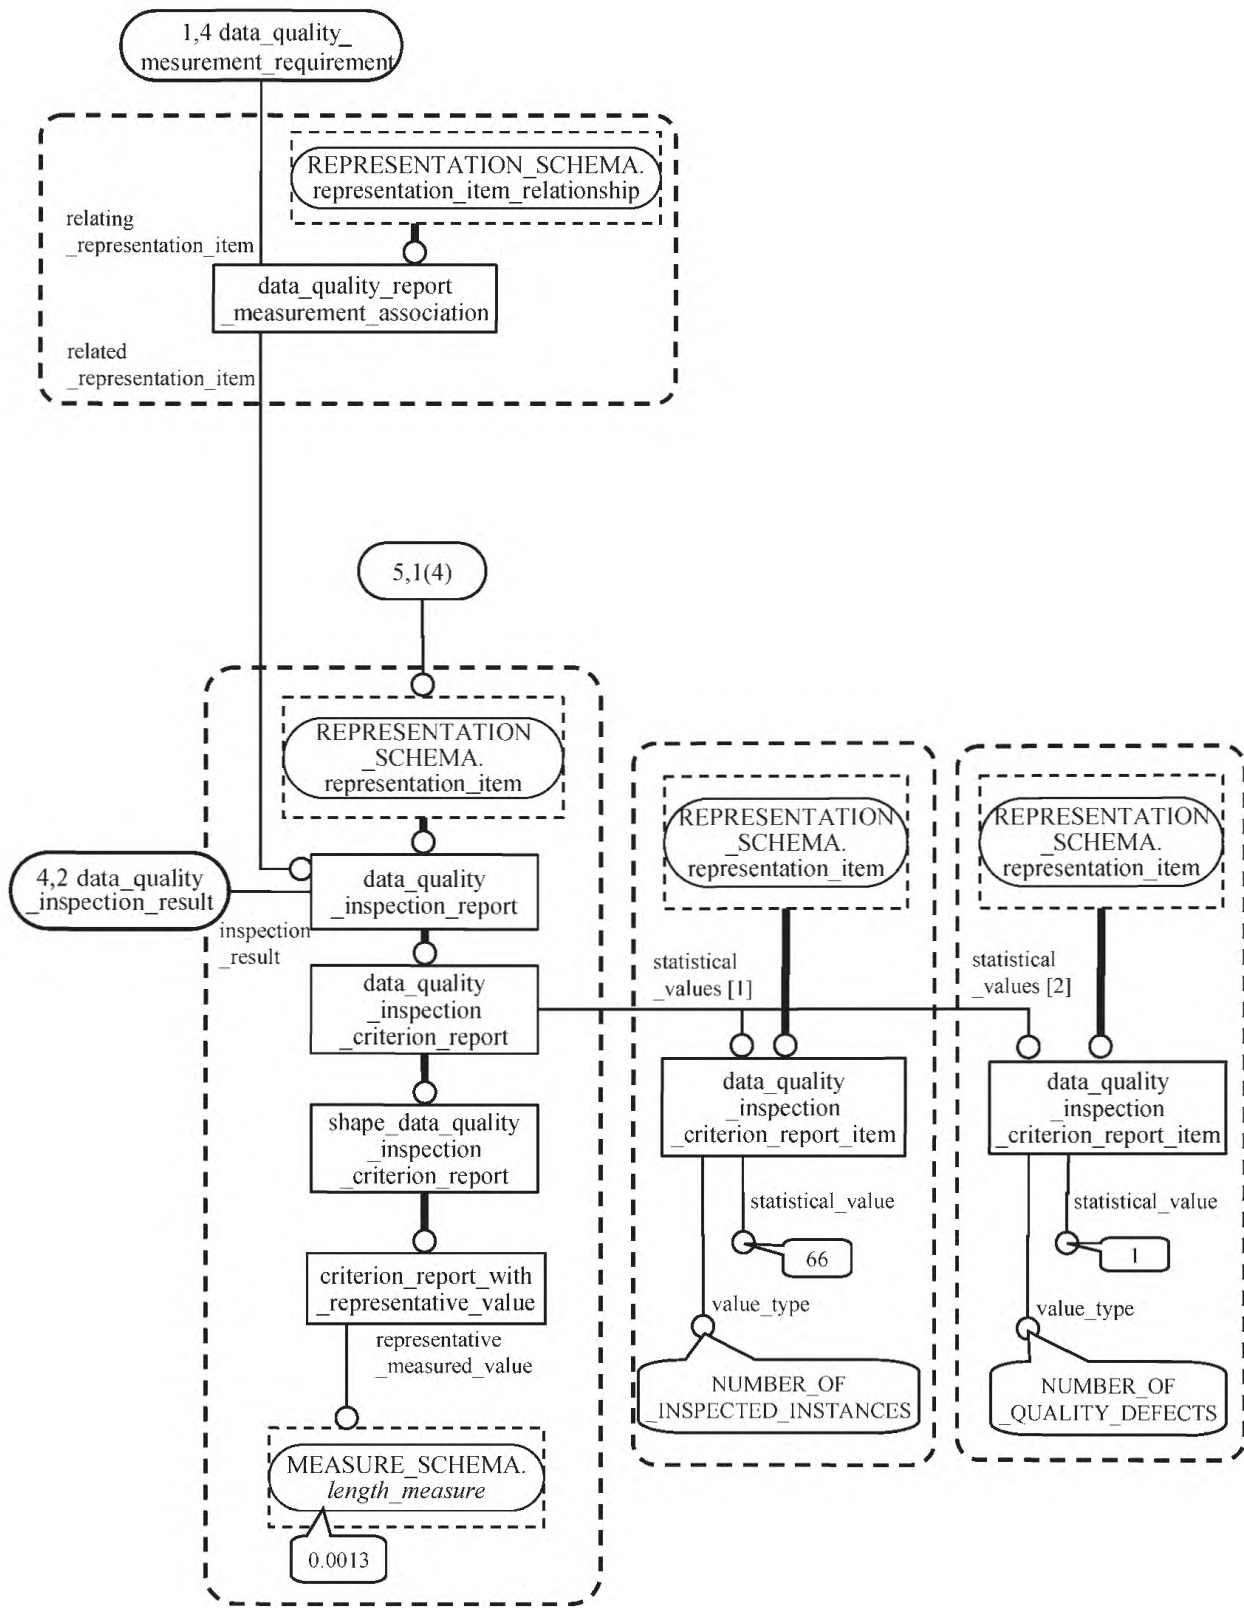 1,4 data_quality_
mesurement_requirement
REPRESENTATION_SCHEMA.
representation_item_relationship
relating
_representation_item
data_quality_report
_measurement_association
related
_representation_item
5,1(4)
REPRESENTATION
_SCHEMA.
representation_item
4,2 data_quality
_inspection_result
data_quality
_inspection_report
inspection
_result
data_quality
_inspection
_criterion_report
shape_data_quality
_inspection
_criterion_report
criterion_report_with
_representative_value
representative
_measured_value
MEASURE_SCHEMA.
length_measure
0.0013
REPRESENTATION
_SCHEMA.
representation_item
statistical
_values [1]
data_quality
_inspection
_criterion_report_item
statistical_value
66
value_type
NUMBER_OF
_INSPECTED_INSTANCES
REPRESENTATION
_SCHEMA.
representation_item
statistical
_values [2]
data_quality
_inspection
_criterion_report_item
statistical_value
1
value_type
NUMBER_OF
_QUALITY_DEFECTS